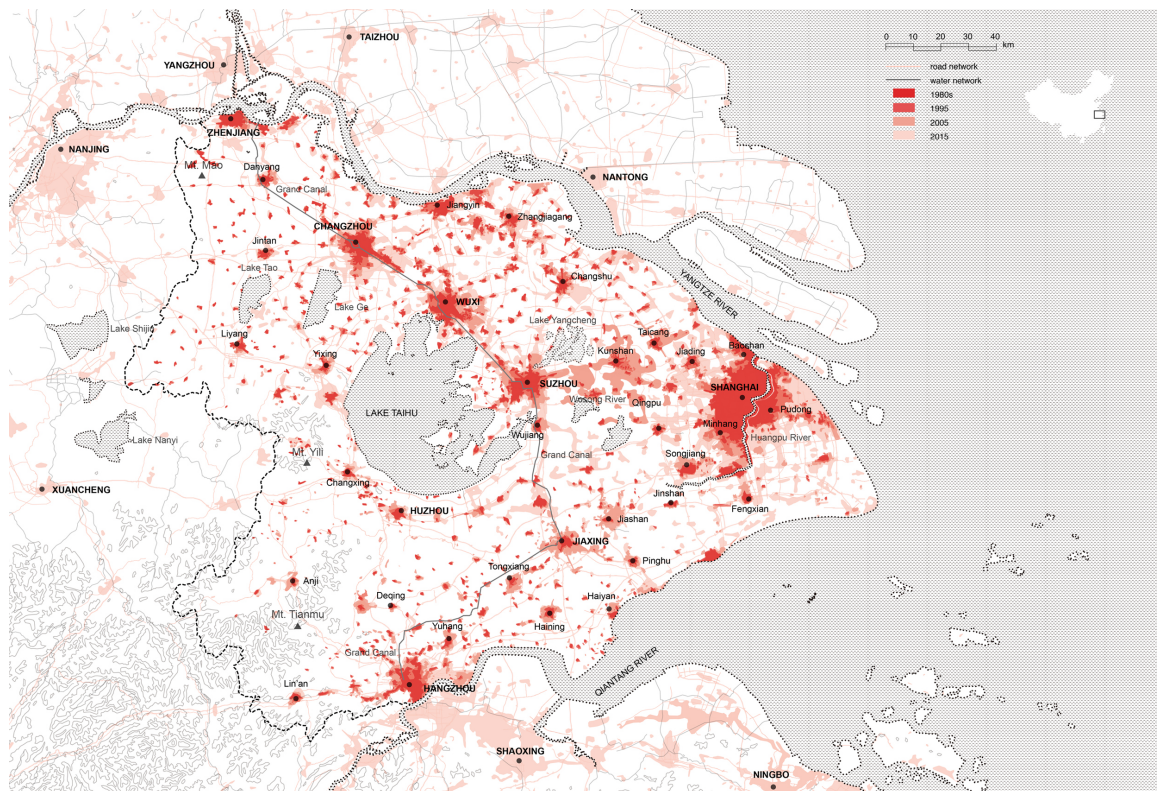 TAIZHOU
0 10 20 30 40
km
YANGZHOU
road network
water network
1980s
1995
2005
2015
ZHENJIANG
NANJING
Mt. Mao
Danyang
Grand Canal
NANTONG
Jiangyin
Zhangjiagang
CHANGZHOU
Jintan
Lake Tao
Changshu
YANGTZE RIVER
WUXI
Lake Ge
Lake Yangcheng
Lake Shijiu
Liyang
Taicang
Baoshan
Yixing
Kunshan
Jiading
SUZHOU
SHANGHAI
Wusong River
Qingpu
LAKE TAIHU
Pudong
Minhang
Wujiang
Huangpu River
Lake Nanyi
Mt. Yili
Grand Canal
Songjiang
Changxing
XUANCHENG
Jinshan
HUZHOU
Fengxian
Jiashan
JIAXING
Pinghu
Tongxiang
Anji
Deqing
Haiyan
Mt. Tianmu
Haining
Yuhang
Grand Canal
QIANTANG RIVER
Lin'an
HANGZHOU
SHAOXING
NINGBO